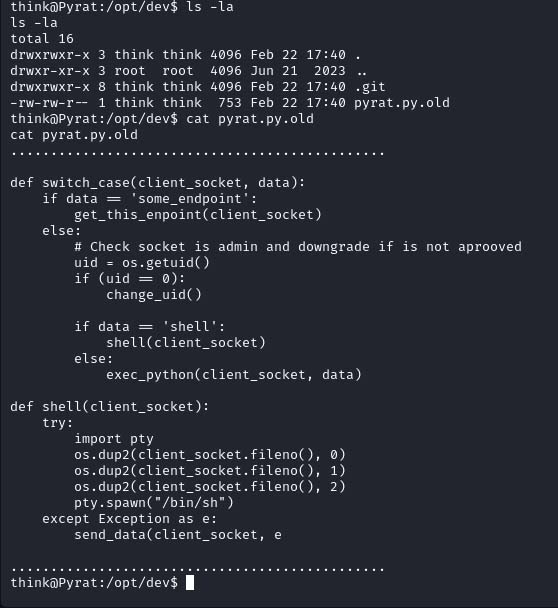 think@Pyrat:/opt/dev$ ls -la
ls -la
total 16
drwxrwxr-x 3 think think 4096 Feb 22 17:40 .
drwxr-xr-x 3 root  root  4096 Jun 21  2023 ..
drwxrwxr-x 8 think think 4096 Feb 22 17:40 .git
-rw-rw-r-- 1 think think  753 Feb 22 17:40 pyrat.py.old
think@Pyrat:/opt/dev$ cat pyrat.py.old
cat pyrat.py.old
...............................................

def switch_case(client_socket, data):
    if data == 'some_endpoint':
        get_this_enpoint(client_socket)
    else:
        # Check socket is admin and downgrade if is not aprooved
        uid = os.getuid()
        if (uid == 0):
            change_uid()

        if data == 'shell':
            shell(client_socket)
        else:
            exec_python(client_socket, data)

def shell(client_socket):
    try:
        import pty
        os.dup2(client_socket.fileno(), 0)
        os.dup2(client_socket.fileno(), 1)
        os.dup2(client_socket.fileno(), 2)
        pty.spawn("/bin/sh")
    except Exception as e:
        send_data(client_socket, e

...............................................
think@Pyrat:/opt/dev$